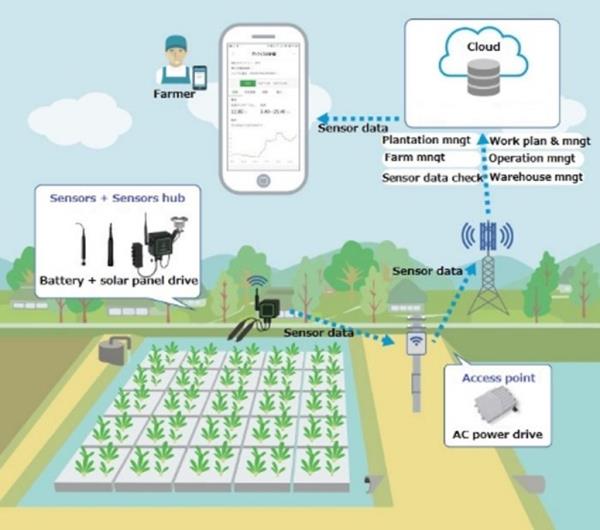 Cloud
Farmer
Sensor data
Plantation mngt
Work plan & mngt
Farm mngt
Operation mngt
Sensor data check
Warehouse mngt
Sensors + Sensors hub
Battery + solar panel drive
Sensor data
Sensor data
Access point
AC power drive